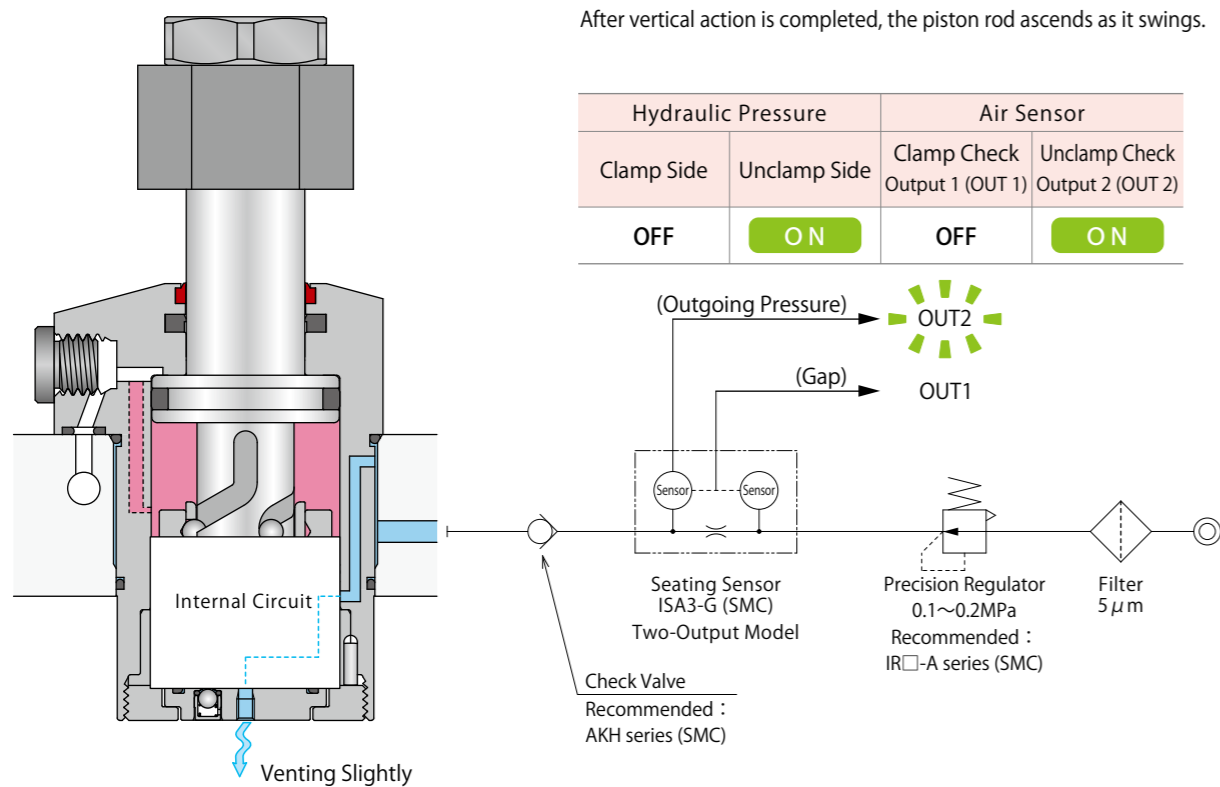 After vertical action is completed, the piston rod ascends as it swings.
Hydraulic Pressure
Air Sensor
Clamp Side
Unclamp Side
Clamp Check
Output 1 (OUT 1)
Unclamp Check
Output 2 (OUT 2)
OFF
ON
OFF
ON
(Outgoing Pressure)
OUT2
(Gap)
OUT1
Sensor
Sensor
Internal Circuit
Seating Sensor
ISA3-G (SMC)
Two-Output Model
Precision Regulator
0.1～0.2MPa
Recommended：
IR□-A series (SMC)
Filter
5μm
Check Valve
Recommended：
AKH series (SMC)
Venting Slightly